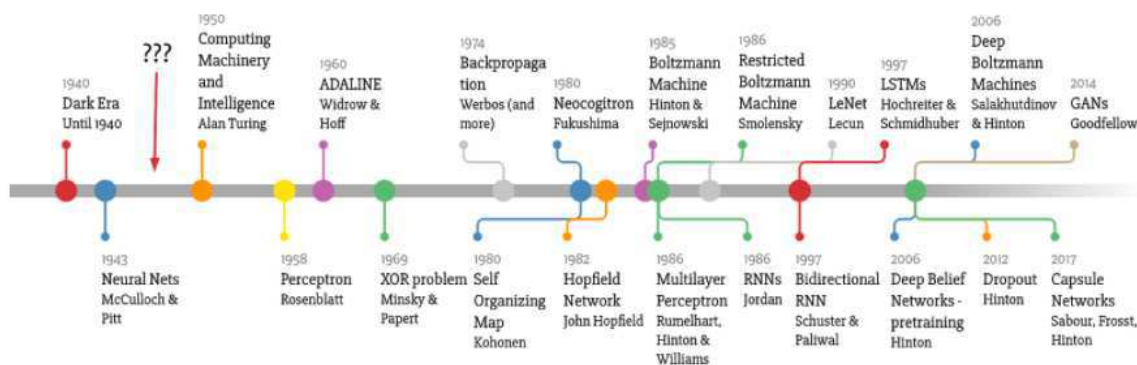 ???
1940
Dark Era
Until 1940
1950
Computing
Machinery
and
Intelligence
Alan Turing
1960
ADALINE
Widrow &
Hoff
1974
Backpropaga
tion
Werbos (and
more)
1980
Neocogitron
Fukushima
1985
Boltzmann
Machine
Hinton &
Sejnowski
1986
Restricted
Boltzmann
Machine
Smolensky
1990
LeNet
Lecun
1997
LSTMs
Hochreiter &
Schmidhuber
2006
Deep
Boltzmann
Machines
Salakhutdinov
& Hinton
2014
GANs
Goodfellow
1943
Neural Nets
McCulloch &
Pitt
1958
Perceptron
Rosenblatt
1969
XOR problem
Minsky &
Papert
1980
Self
Organizing
Map
Kohonen
1982
Hopfield
Network
John Hopfield
1986
Multilayer
Perceptron
Rumelhart,
Hinton &
Williams
1986
RNNs
Jordan
1997
Bidirectional
RNN
Schuster &
Paliwal
2006
Deep Belief
Networks -
pretraining
Hinton
2012
Dropout
Hinton
2017
Capsule
Networks
Sabour, Frosst,
Hinton